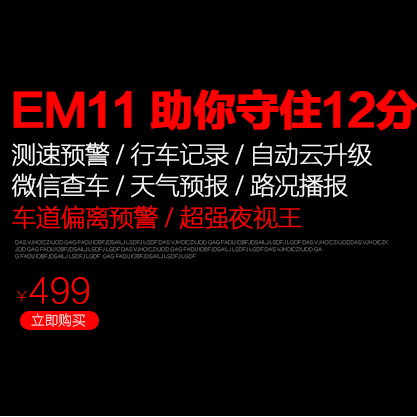 EM11 助你守住12分
测速预警 / 行车记录 / 自动云升级
微信查车 / 天气预报 / 路况播报
车道偏离预警 / 超强夜视王
¥499
立即购买